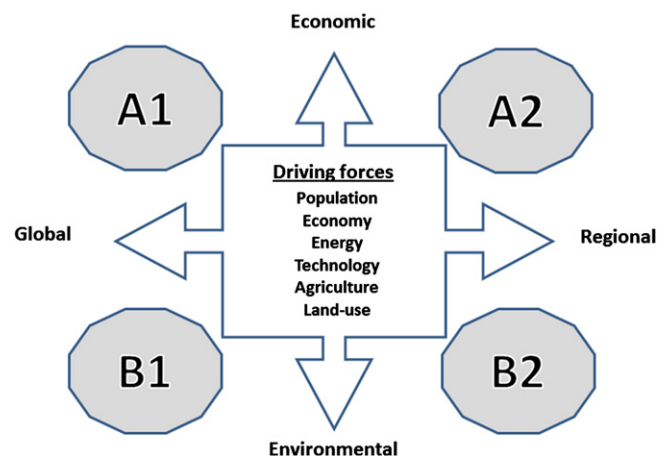 Economic
A1
A2
Driving forces
Population
Economy
Energy
Technology
Agriculture
Land-use
Global
Regional
B1
B2
Environmental